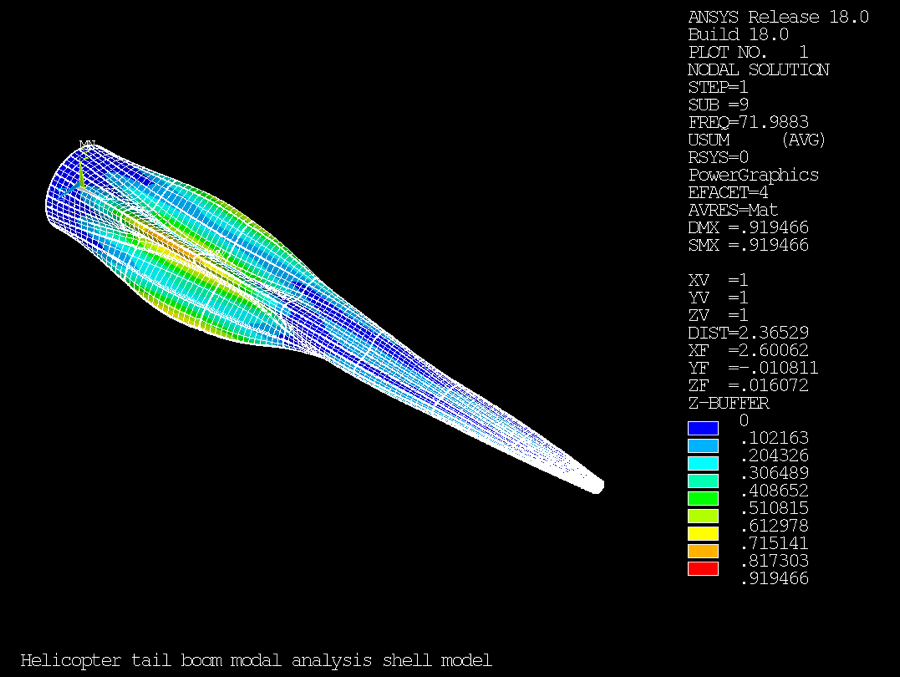 ANSYS Release 18.0
Build 18.0
PLOT NO.   1
NODAL SOLUTION
STEP=1
SUB =9
FREQ=71.9883
USUM     (AVG)
RSYS=0
PowerGraphics
EFACET=4
AVRES=Mat
DMX =.919466
SMX =.919466
XV  =1
YV  =1
ZV  =1
DIST=2.36529
XF  =2.60062
YF  =-.010811
ZF  =.016072
Z-BUFFER
0
.102163
.204326
.306489
.408652
.510815
.612978
.715141
.817303
.919466
MN
Helicopter tail boom modal analysis shell model